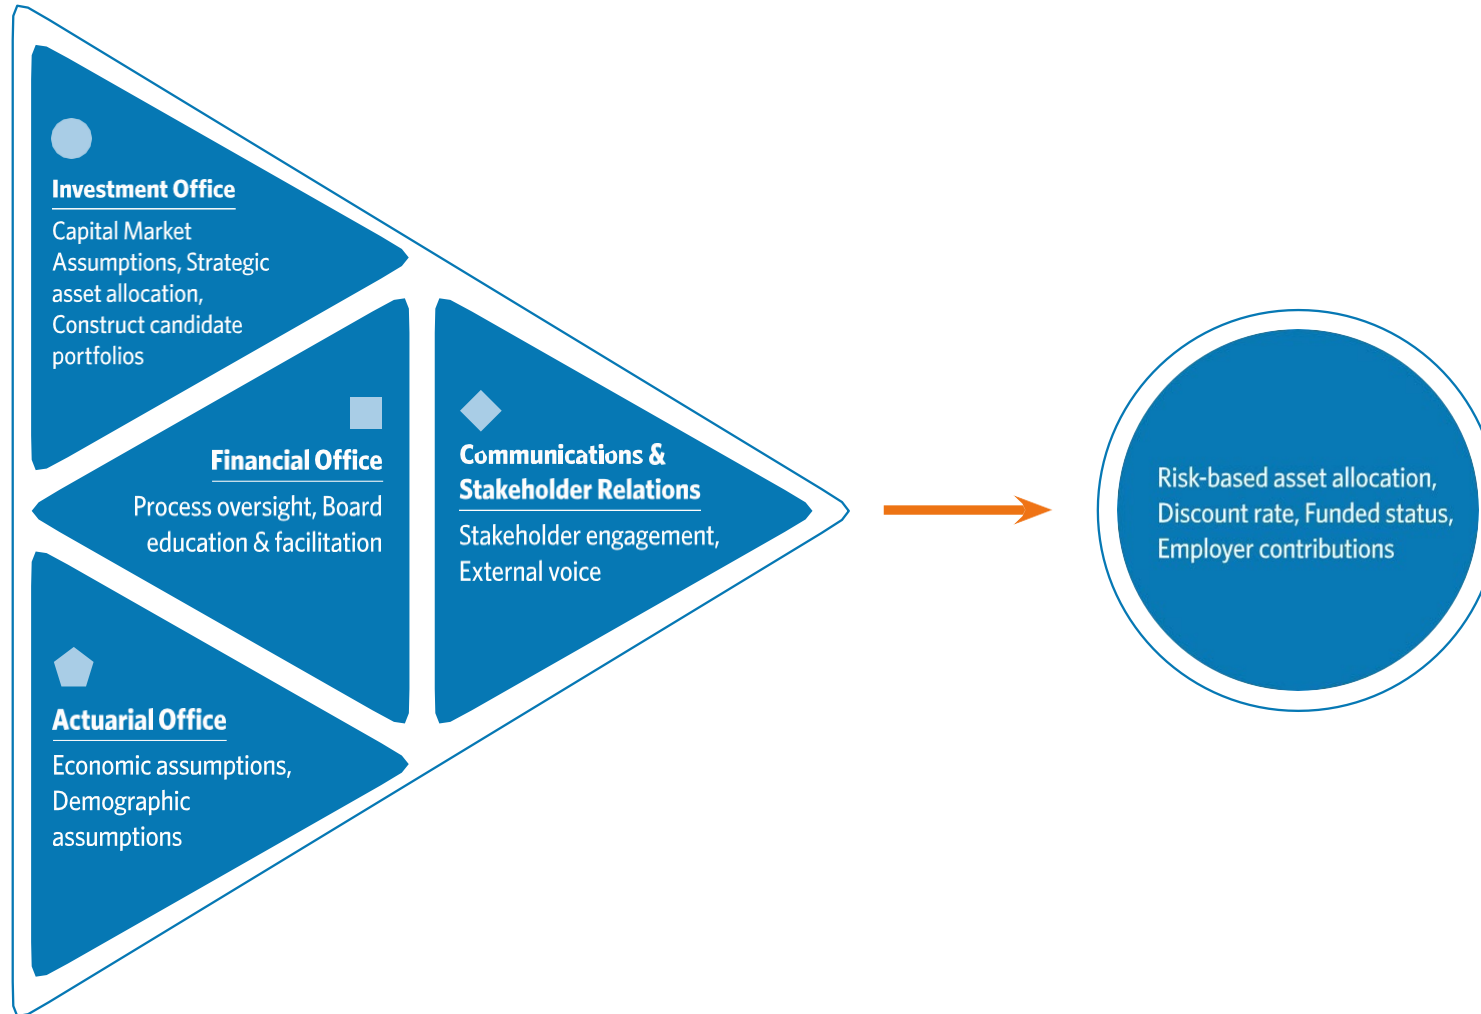 Investment Office
Capital Market
Assumptions, Strategic
asset allocation,
Construct candidate
portfolios
Financial Office
Process oversight, Board
education & facilitation
Communications &
Stakeholder Relations
Stakeholder engagement,
External voice
Actuarial Office
Economic assumptions,
Demographic
assumptions
Risk-based asset allocation,
Discount rate, Funded status,
Employer contributions